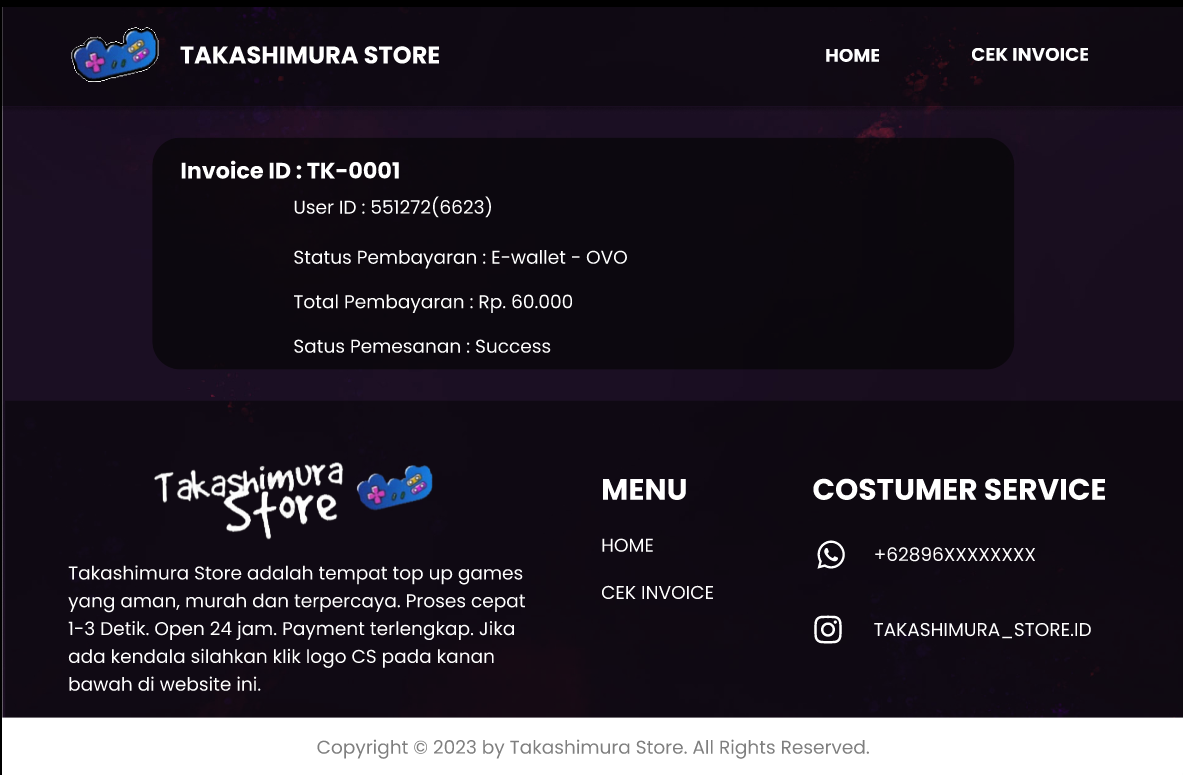 TAKASHIMURA STORE
HOME
CEK INVOICE
Invoice ID : TK-0001
User ID : 551272(6623)
Status Pembayaran : E-wallet - OVO
Total Pembayaran : Rp. 60.000
Satus Pemesanan : Success
Takashimura
Store
Takashimura Store adalah tempat top up games
yang aman, murah dan terpercaya. Proses cepat
1-3 Detik. Open 24 jam. Payment terlengkap. Jika
ada kendala silahkan klik logo CS pada kanan
bawah di website ini.
MENU
HOME
CEK INVOICE
COSTUMER SERVICE
+62896XXXXXXXX
TAKASHIMURA_STORE.ID
Copyright © 2023 by Takashimura Store. All Rights Reserved.